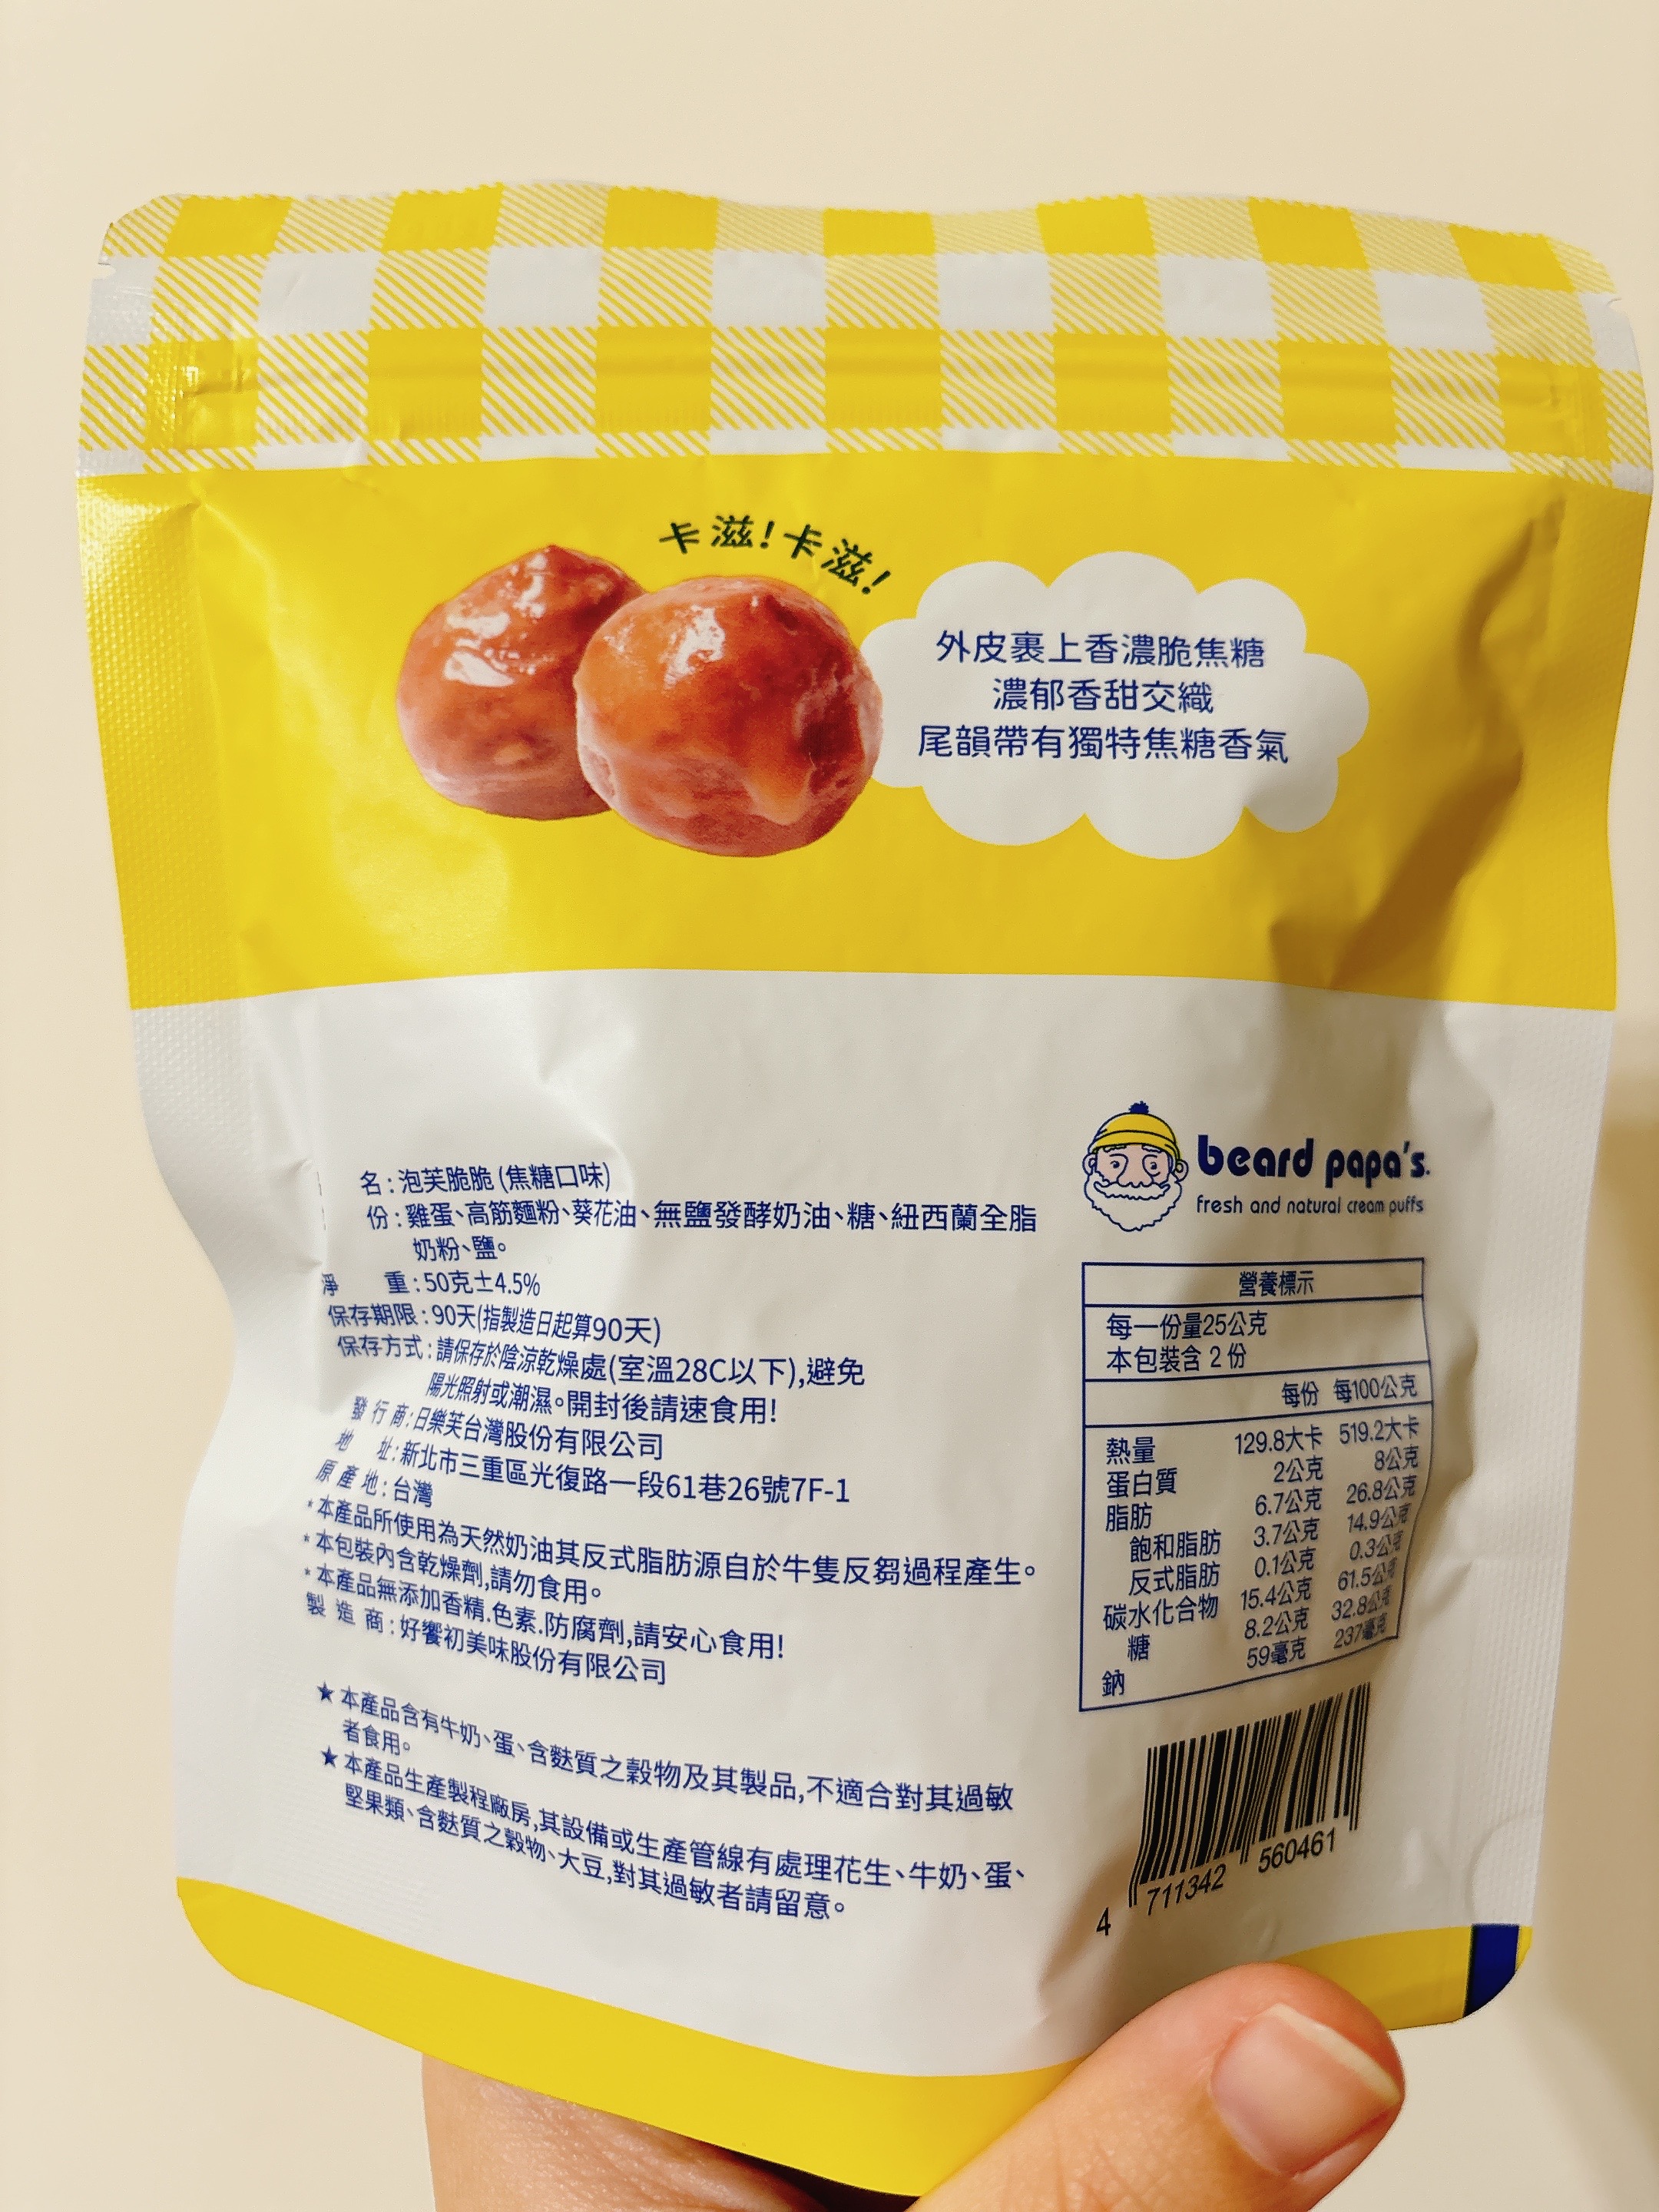 卡滋!卡滋!
外皮裹上香濃脆焦糖
濃郁香甜交織
尾韻帶有獨特焦糖香氣
beard papa's.
fresh and natural cream puffs
名:泡芙脆脆(焦糖口味)
份:雞蛋、高筋麵粉、葵花油、無鹽發酵奶油、糖、紐西蘭全脂
奶粉、鹽。
淨 重:50克±4.5%
保存期限:90天(指製造日起算90天)
保存方式:請保存於陰涼乾燥處(室溫28C以下),避免
陽光照射或潮濕。開封後請速食用!
發行商:日樂芙台灣股份有限公司
地 址:新北市三重區光復路一段61巷26號7F-1
原產地:台灣
*本產品所使用為天然奶油其反式脂肪源自於牛隻反芻過程產生。
*本包裝內含乾燥劑,請勿食用。
*本產品無添加香精.色素.防腐劑,請安心食用!
製造商:好饗初美味股份有限公司
★本產品含有牛奶、蛋、含麩質之穀物及其製品,不適合對其過敏
者食用。
★本產品生產製程廠房,其設備或生產管線有處理花生、牛奶、蛋、
堅果類、含麩質之穀物、大豆,對其過敏者請留意。
營養標示
每一份量25公克
本包裝含 2 份
每份 每100公克
熱量 129.8大卡 519.2大卡
蛋白質 2公克 8公克
脂肪 6.7公克 26.8公克
飽和脂肪 3.7公克 14.9公克
反式脂肪 0.1公克 0.3公克
碳水化合物 15.4公克 61.5公克
糖 8.2公克 32.8公克
鈉 59毫克 237毫克
4 711342 560461